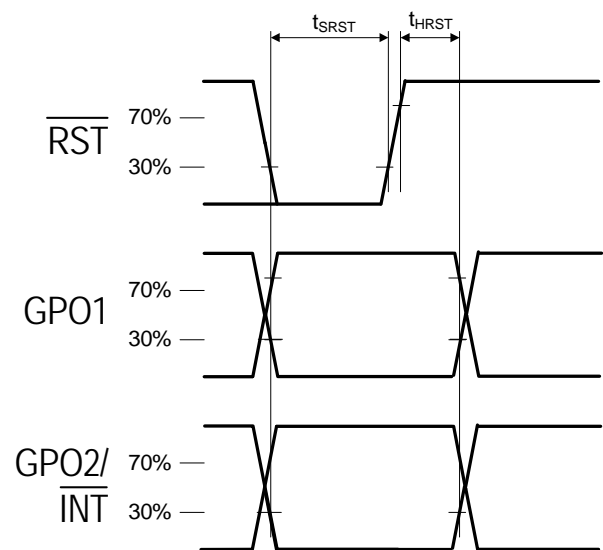 tSRST
tHRST
RST
70%
30%
GPO1
70%
30%
GPO2/
INT
70%
30%